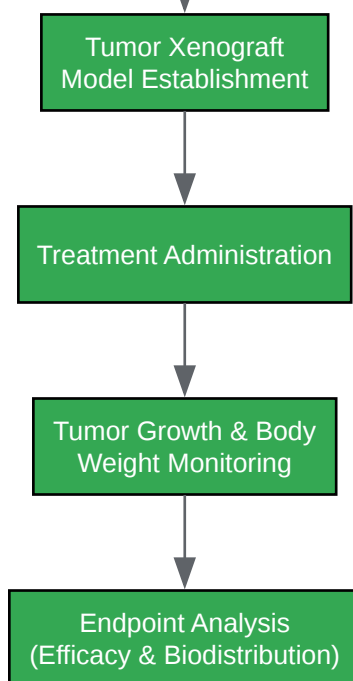 Tumor Xenograft
Model Establishment
Treatment Administration
Tumor Growth & Body
Weight Monitoring
Endpoint Analysis
(Efficacy & Biodistribution)